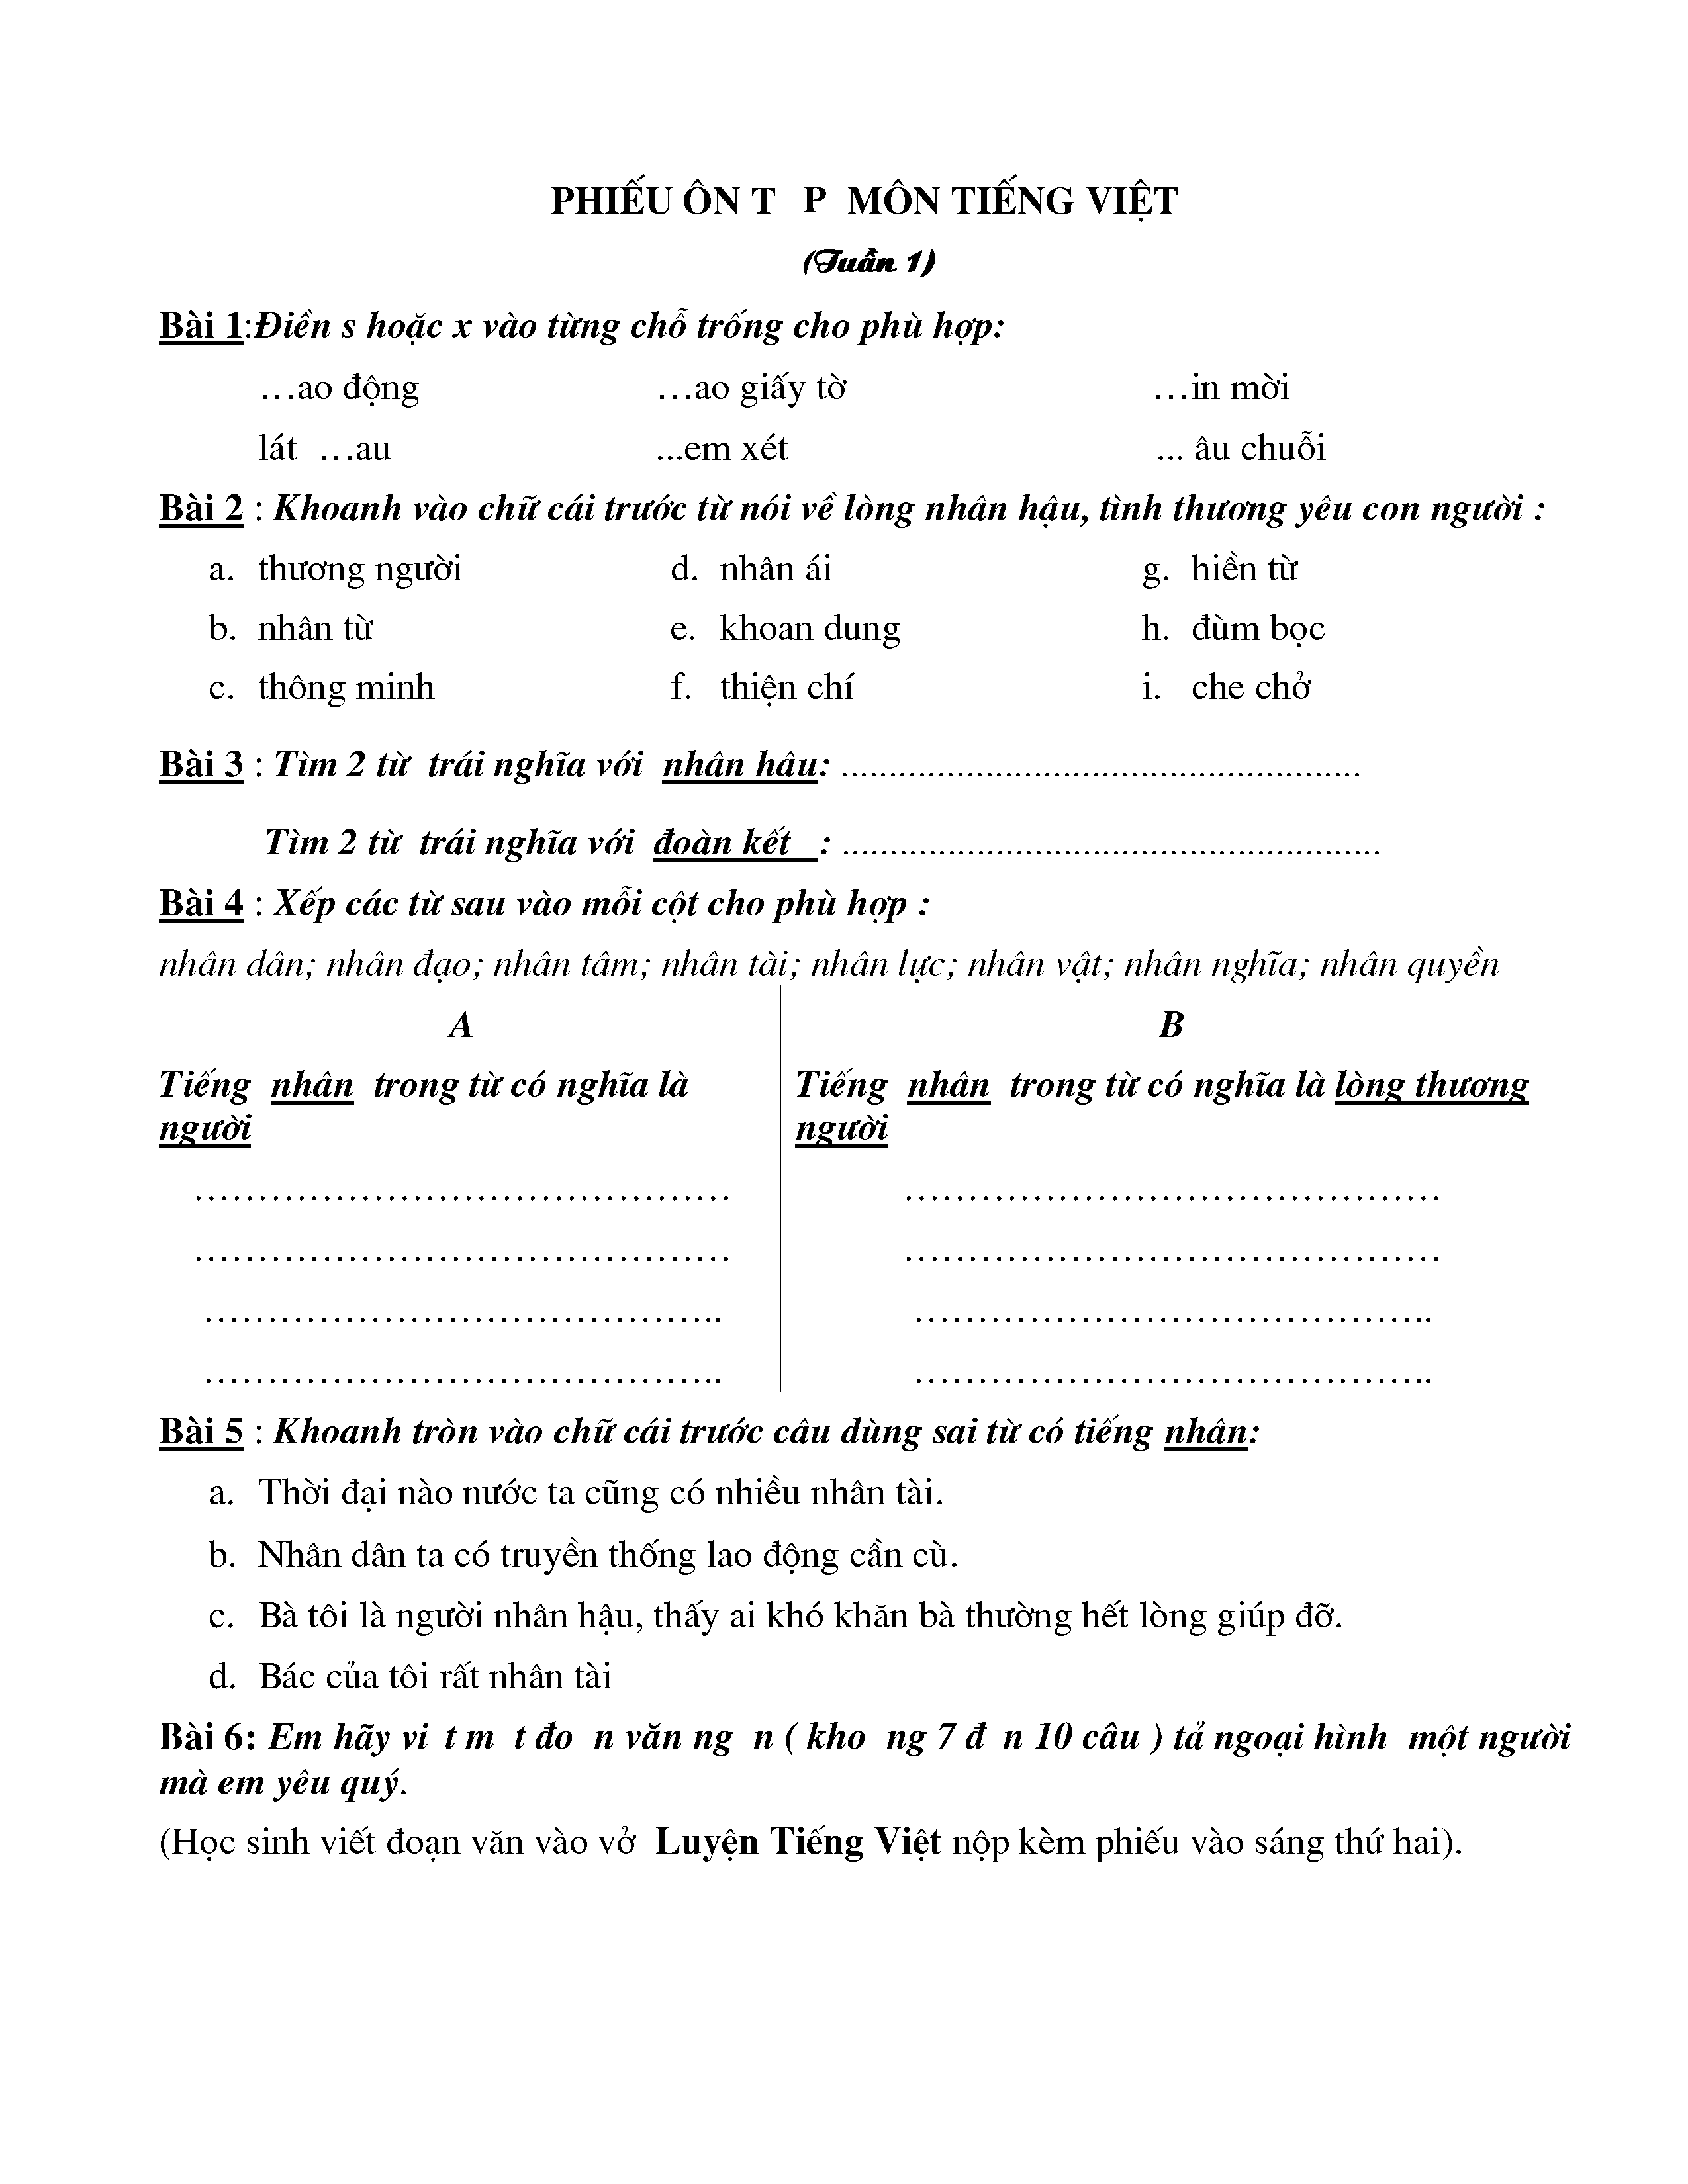 PHIẾU ÔN T P MÔN TIẾNG VIỆT
(Tuần 1)
Bài 1:Điền s hoặc x vào từng chỗ trống cho phù hợp:
…ao động …ao giấy tờ …in mời
lát …au ...em xét ... âu chuỗi
Bài 2 : Khoanh vào chữ cái trước từ nói về lòng nhân hậu, tình thương yêu con người :
a. thương người d. nhân ái g. hiền từ
b. nhân từ e. khoan dung h. đùm bọc
c. thông minh f. thiện chí i. che chở
Bài 3 : Tìm 2 từ trái nghĩa với nhân hâu: ......................................................
Tìm 2 từ trái nghĩa với đoàn kết : ........................................................
Bài 4 : Xếp các từ sau vào mỗi cột cho phù hợp :
nhân dân; nhân đạo; nhân tâm; nhân tài; nhân lực; nhân vật; nhân nghĩa; nhân quyền
A B
Tiếng nhân trong từ có nghĩa là Tiếng nhân trong từ có nghĩa là lòng thương
người người
…………………………………… ……………………………………
…………………………………… ……………………………………
………………………………….. …………………………………..
………………………………….. …………………………………..
Bài 5 : Khoanh tròn vào chữ cái trước câu dùng sai từ có tiếng nhân:
a. Thời đại nào nước ta cũng có nhiều nhân tài.
b. Nhân dân ta có truyền thống lao động cần cù.
c. Bà tôi là người nhân hậu, thấy ai khó khăn bà thường hết lòng giúp đỡ.
d. Bác của tôi rất nhân tài
Bài 6: Em hãy vi t m t đo n văn ng n ( kho ng 7 đ n 10 câu ) tả ngoại hình một người
mà em yêu quý.
(Học sinh viết đoạn văn vào vở Luyện Tiếng Việt nộp kèm phiếu vào sáng thứ hai).